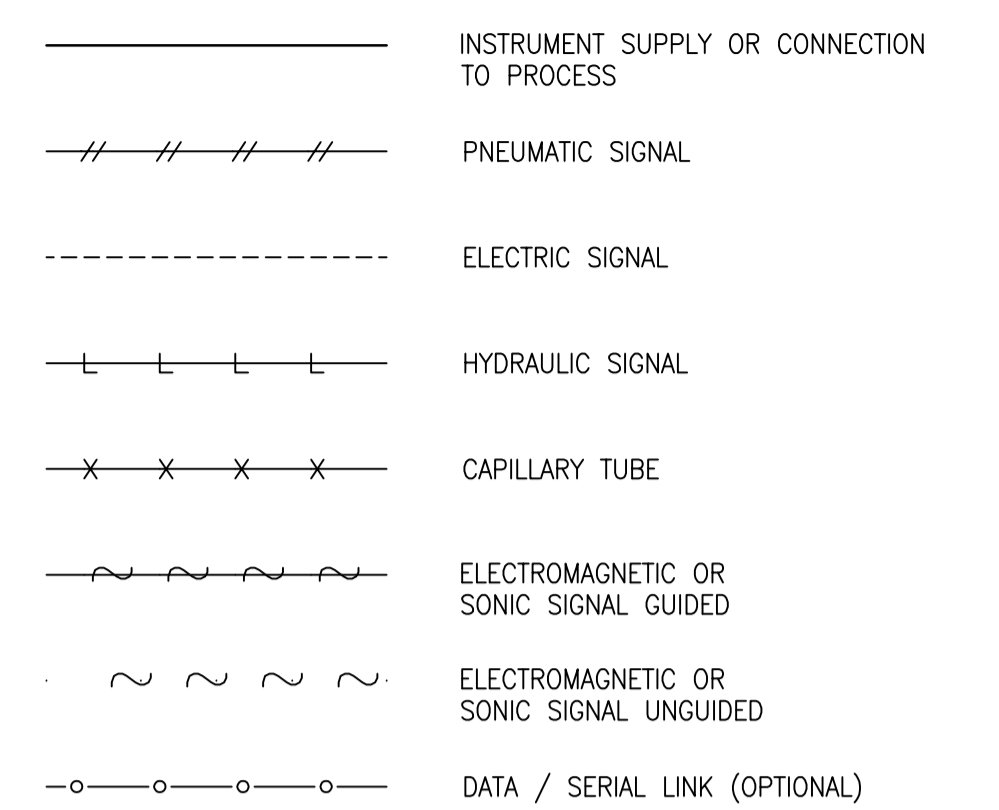 INSTRUMENT SUPPLY OR CONNECTION
TO PROCESS
PNEUMATIC SIGNAL
ELECTRIC SIGNAL
HYDRAULIC SIGNAL
CAPILLARY TUBE
ELECTROMAGNETIC OR
SONIC SIGNAL GUIDED
ELECTROMAGNETIC OR
SONIC SIGNAL UNGUIDED
DATA / SERIAL LINK (OPTIONAL)